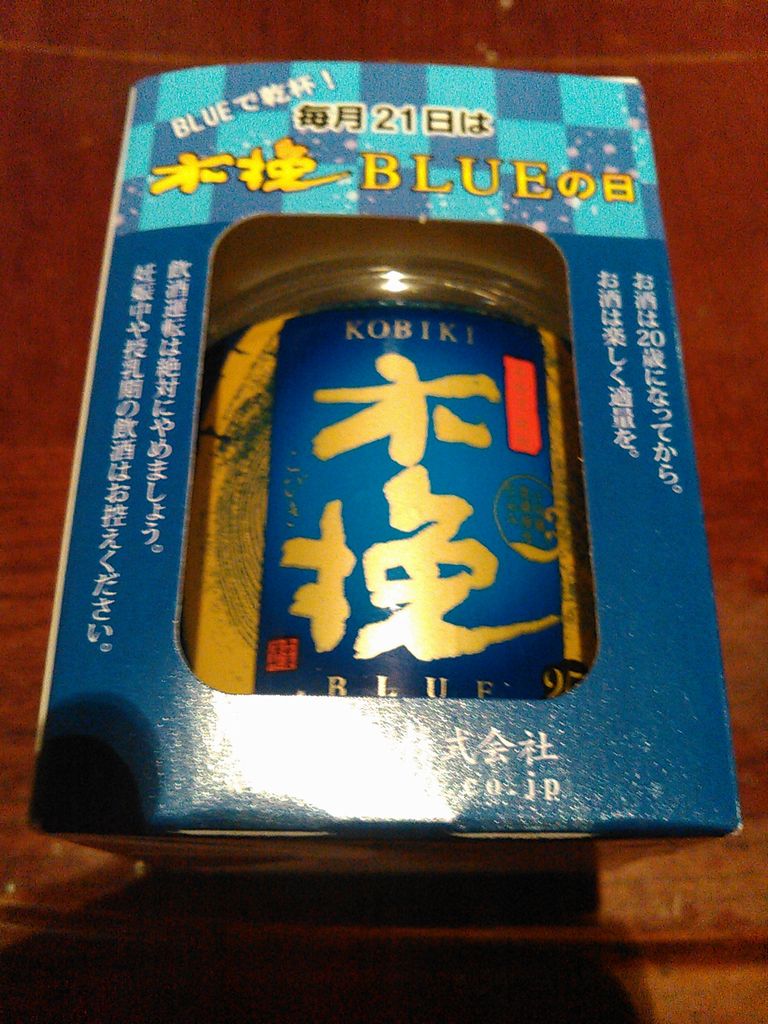 BLUEで乾杯！
毎月21日は
木挽BLUEの日
お酒は20歳になってから。
お酒は楽しく適量を。
飲酒運転は絶対にやめましょう。
妊娠中や授乳期の飲酒はお控えください。
KOBIKI
木挽
BLUE
式会社
.co.jp